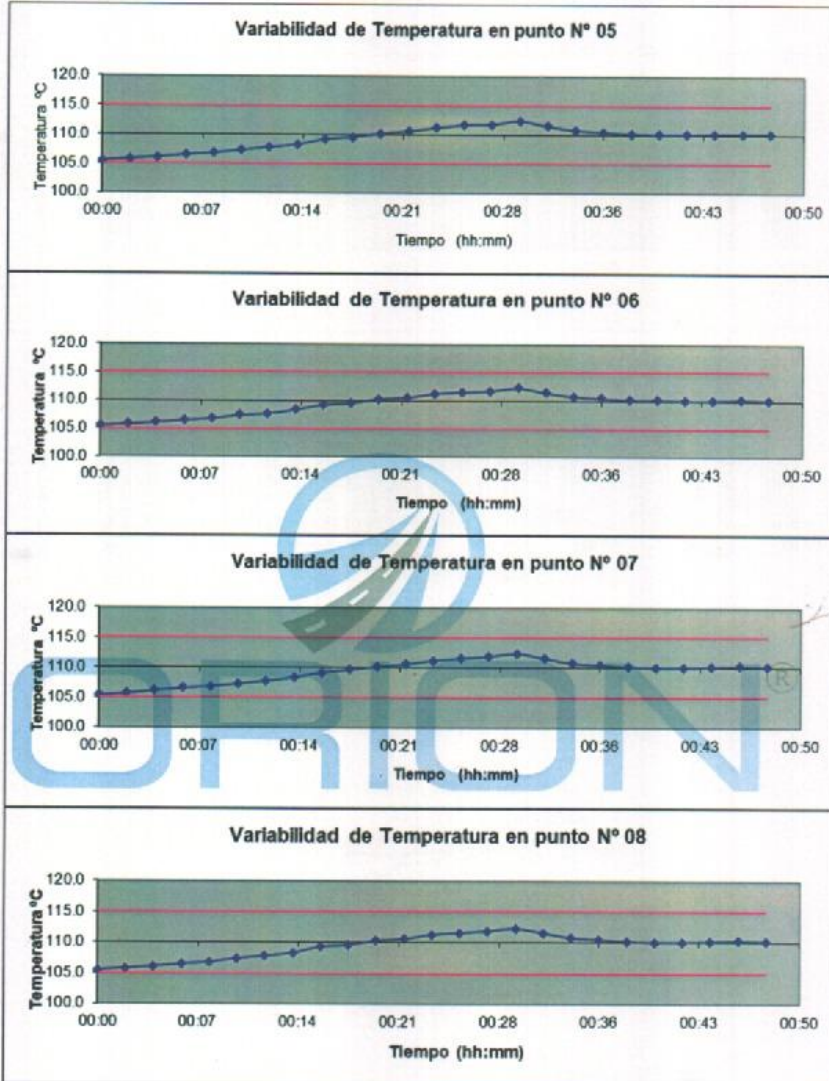 Variabilidad de Temperatura en punto Nº 05
Temperatura ºC
120.0
115.0
110.0
105.0
100.0
00:00 00:07 00:14 00:21 00:28 00:36 00:43 00:50
Tiempo (hh:mm)
Variabilidad de Temperatura en punto Nº 06
Temperatura ºC
120.0
115.0
110.0
105.0
100.0
00:00 00:07 00:14 00:21 00:28 00:36 00:43 00:50
Tiempo (hh:mm)
Variabilidad de Temperatura en punto Nº 07
Temperatura ºC
120.0
115.0
110.0
105.0
100.0
00:00 00:07 00:14 00:21 00:28 00:36 00:43 00:50
Tiempo (hh:mm)
ORION®
Variabilidad de Temperatura en punto Nº 08
Temperatura ºC
120.0
115.0
110.0
105.0
100.0
00:00 00:07 00:14 00:21 00:28 00:36 00:43 00:50
Tiempo (hh:mm)